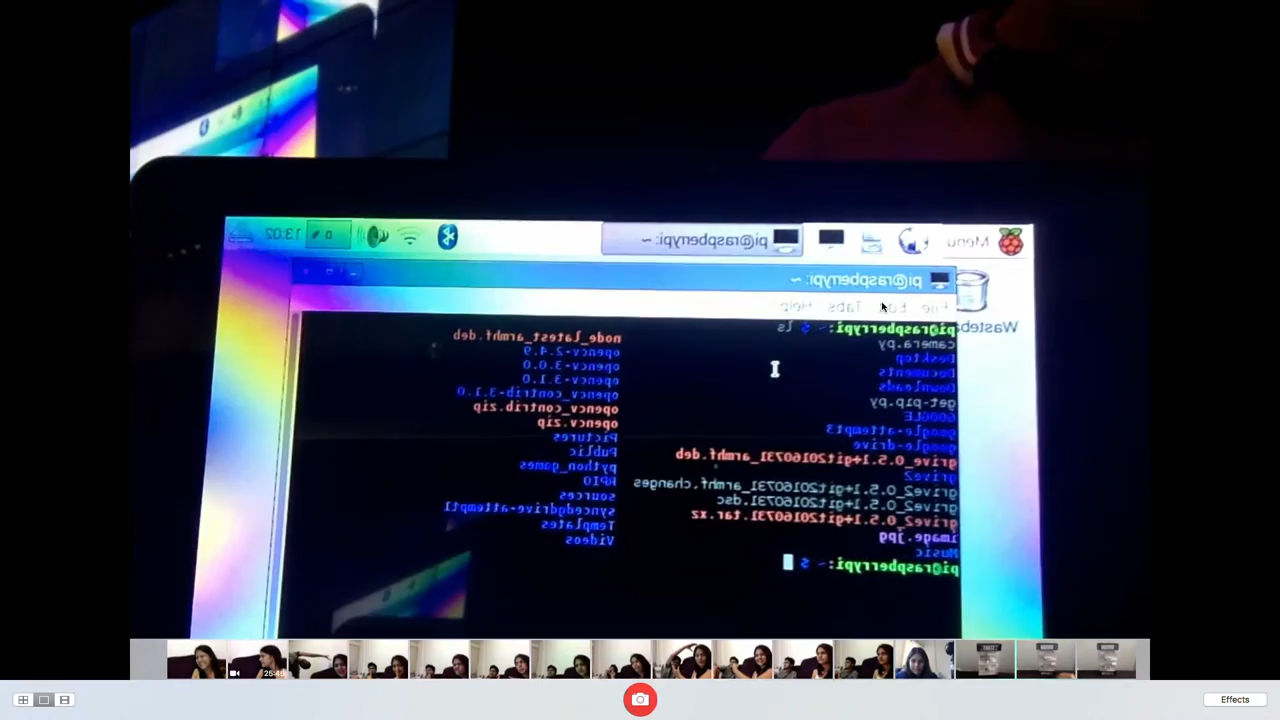 Menu
pi@raspberrypi: ~
13:02
pi@raspberrypi: ~
File Edit Tabs Help
Wasteba
pi@raspberrypi:~ $ ls
camera.py
Desktop
Documents
Downloads
get-pip.py
GOOGLE
google-attempt3
google-drive
grive_0.5.1+git20160731_armhf.deb
grive2
grive2_0.5.1+git20160731_armhf.changes
grive2_0.5.1+git20160731.dsc
grive2_0.5.1+git20160731.tar.xz
image.jpg
Music
pi@raspberrypi:~ $
node_latest_armhf.deb
opencv-2.4.9
opencv-3.0.0
opencv-3.1.0
opencv_contrib-3.1.0
opencv_contrib.zip
opencv.zip
Pictures
Public
python_games
RPIO
sources
syncedgdrive-attempt1
Templates
Videos
25:45
Effects